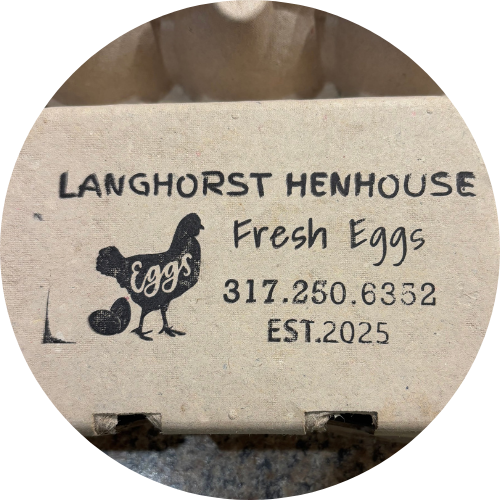 LANGHORST HENHOUSE
Fresh Eggs
Eggs
317.250.6352
EST.2025